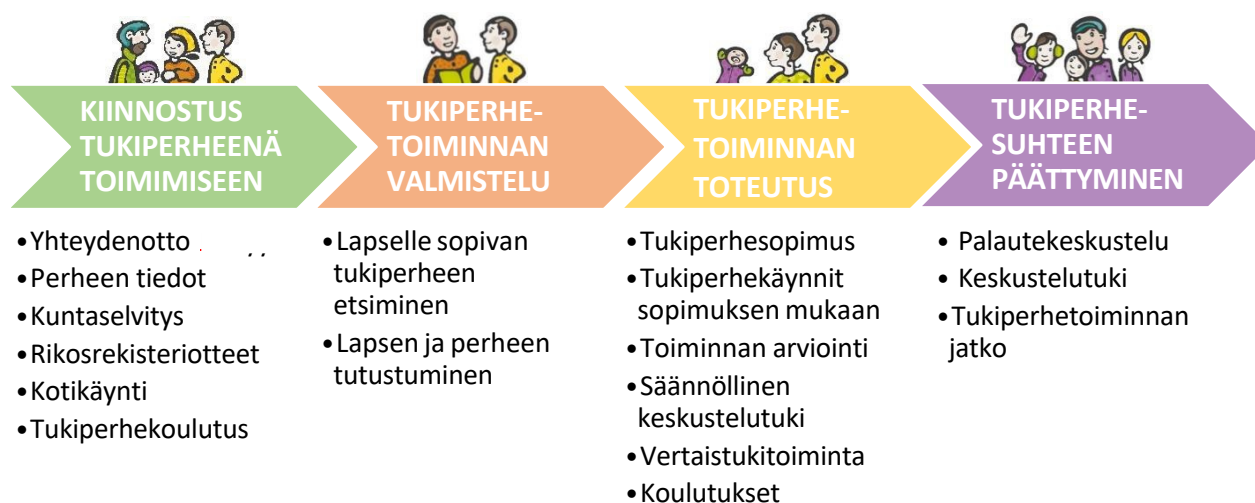 KIINNOSTUS
TUKIPERHEENÄ
TOIMIMISEEN
•Yhteydenotto
•Perheen tiedot
•Kuntaselvitys
•Rikosrekisteriotteet
•Kotikäynti
•Tukiperhekoulutus
TUKIPERHE-
TOIMINNAN
VALMISTELU
•Lapselle sopivan
tukiperheen
etsiminen
•Lapsen ja perheen
tutustuminen
TUKIPERHE-
TOIMINNAN
TOTEUTUS
•Tukiperhesopimus
•Tukiperhekäynnit
sopimuksen mukaan
•Toiminnan arviointi
•Säännöllinen
keskustelutuki
•Vertaistukitoiminta
•Koulutukset
TUKIPERHE-
SUHTEEN
PÄÄTTYMINEN
• Palautekeskustelu
• Keskustelutuki
•Tukiperhetoiminnan
jatko